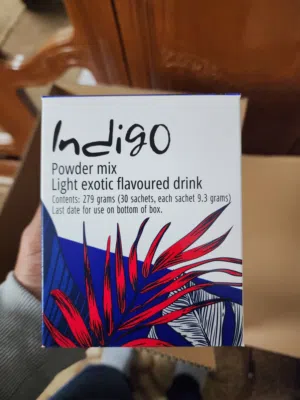 Indigo
Powder mix
Light exotic flavoured drink
Contents: 279 grams (30 sachets, each sachet 9.3 grams)
Last date for use on bottom of box.